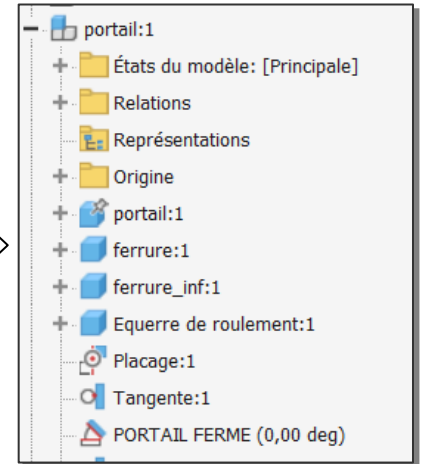 portail:1
États du modèle: [Principale]
Relations
Représentations
Origine
portail:1
ferrure:1
ferrure_inf:1
Equerre de roulement:1
Placage:1
Tangente:1
PORTAIL FERME (0,00 deg)